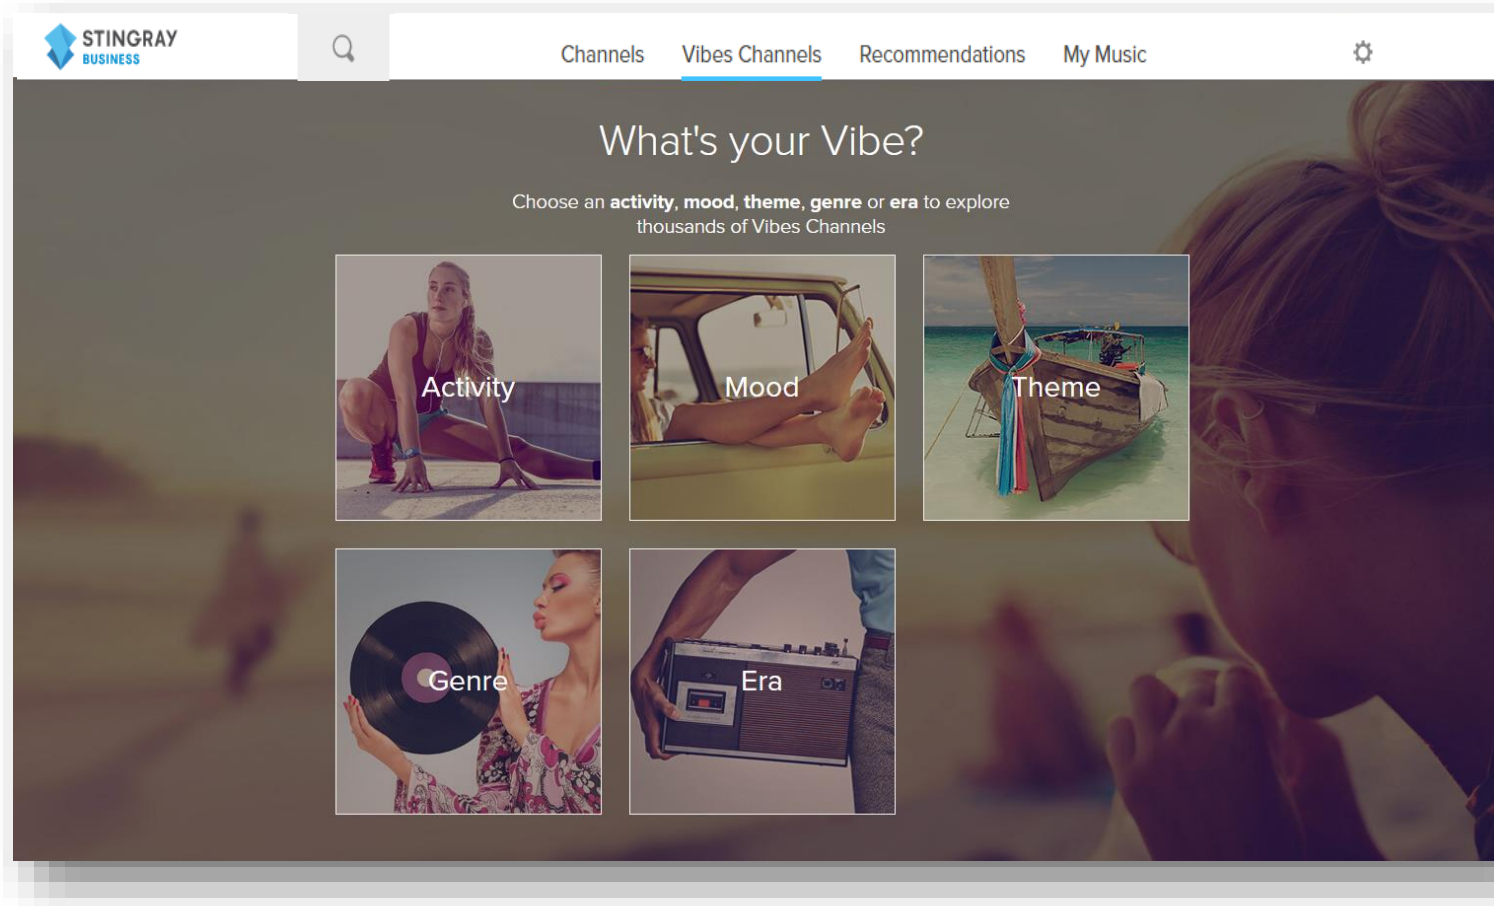 STINGRAY
BUSINESS
Channels
Vibes Channels
Recommendations
My Music
What's your Vibe?
Choose an activity, mood, theme, genre or era to explore
thousands of Vibes Channels
Activity
Mood
Theme
Genre
Era